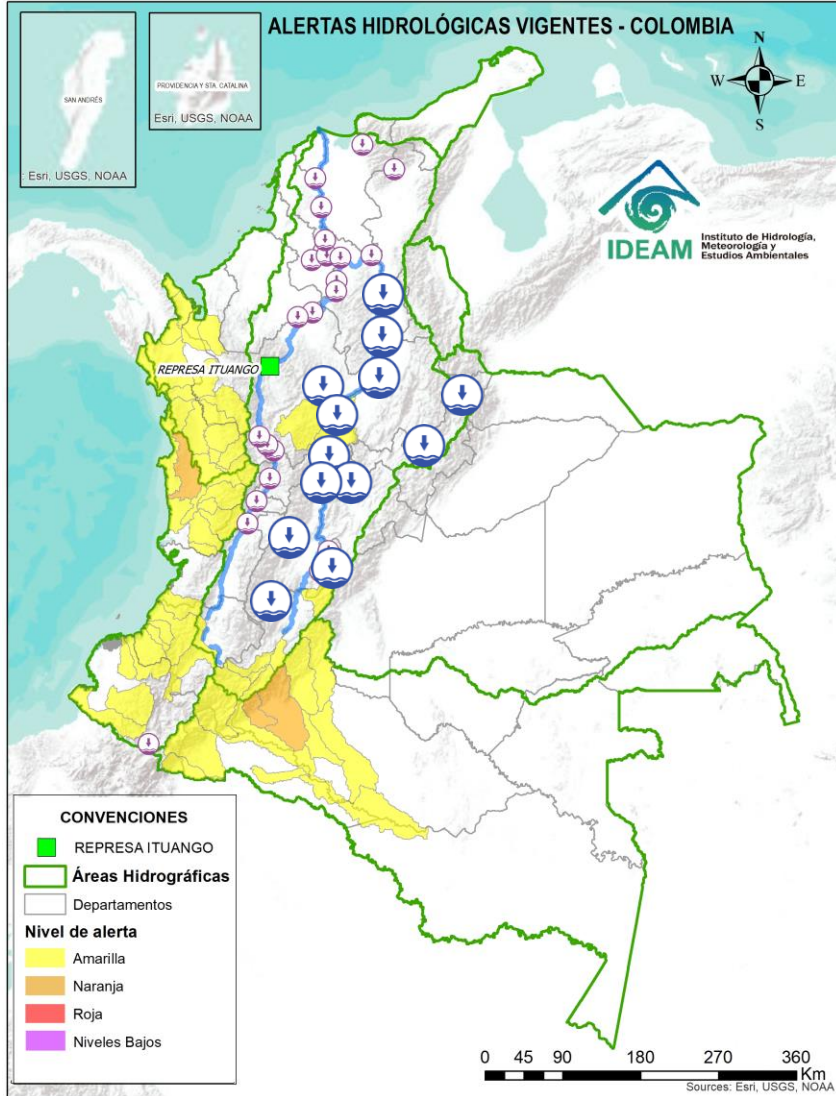 ALERTAS HIDROLÓGICAS VIGENTES - COLOMBIA
SAN ANDRÉS
: Esri, USGS, NOAA
PROVIDENCIA Y STA. CATALINA
Esri, USGS, NOAA
N
W
E
S
IDEAM
Instituto de Hidrología,
Meteorología y
Estudios Ambientales
REPRESA ITUANGO
CONVENCIONES
REPRESA ITUANGO
Áreas Hidrográficas
Departamentos
Nivel de alerta
Amarilla
Naranja
Roja
Niveles Bajos
0 45 90 180 270 360
Km
Sources: Esri, USGS, NOAA